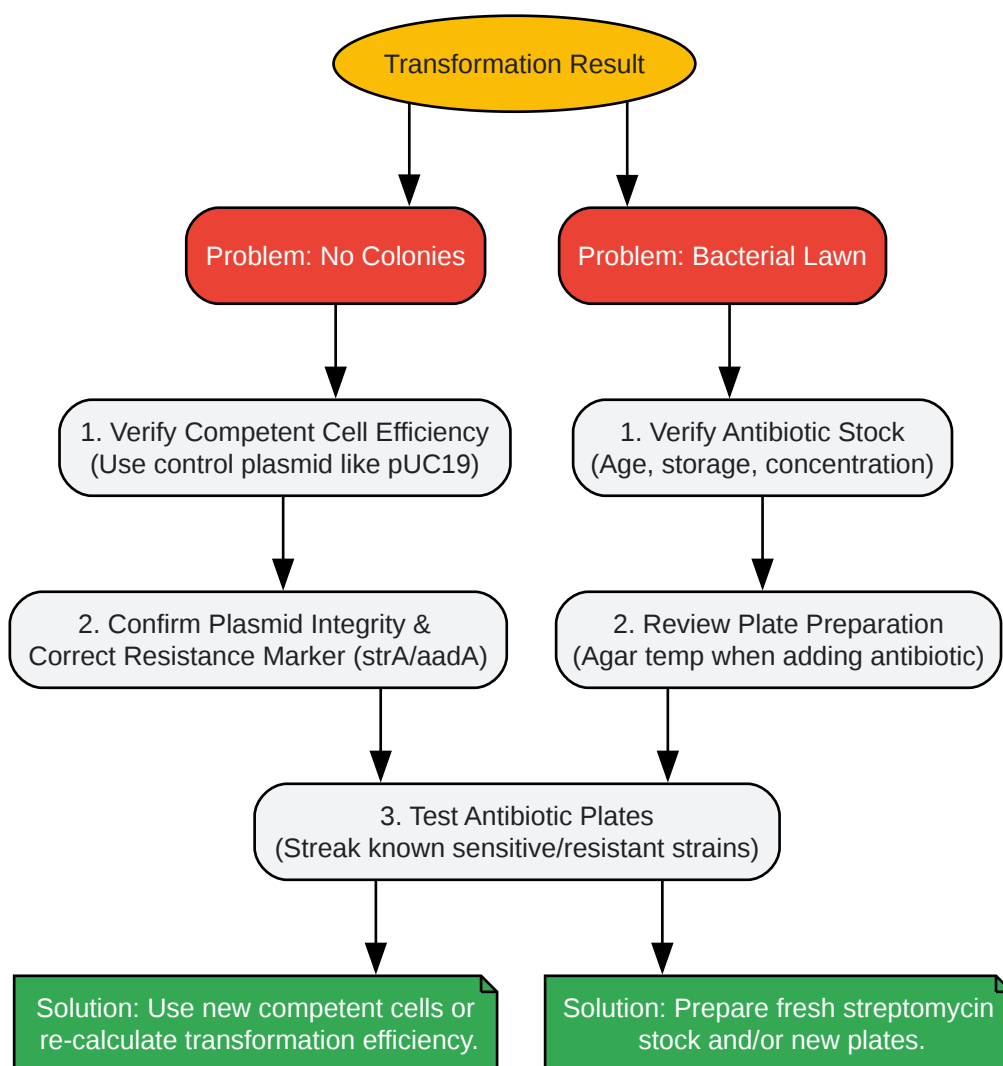 Transformation Result
Problem: No Colonies
Problem: Bacterial Lawn
1. Verify Competent Cell Efficiency
(Use control plasmid like pUC19)
1. Verify Antibiotic Stock
(Age, storage, concentration)
2. Confirm Plasmid Integrity &
Correct Resistance Marker (strA/aadA)
2. Review Plate Preparation
(Agar temp when adding antibiotic)
3. Test Antibiotic Plates
(Streak known sensitive/resistant strains)
Solution: Use new competent cells or
re-calculate transformation efficiency.
Solution: Prepare fresh streptomycin
stock and/or new plates.